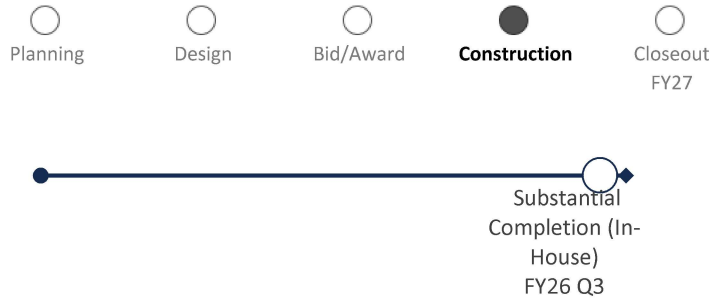 Planning Design Bid/Award Construction Closeout
FY27
Substantial
Completion (In-
House)
FY26 Q3